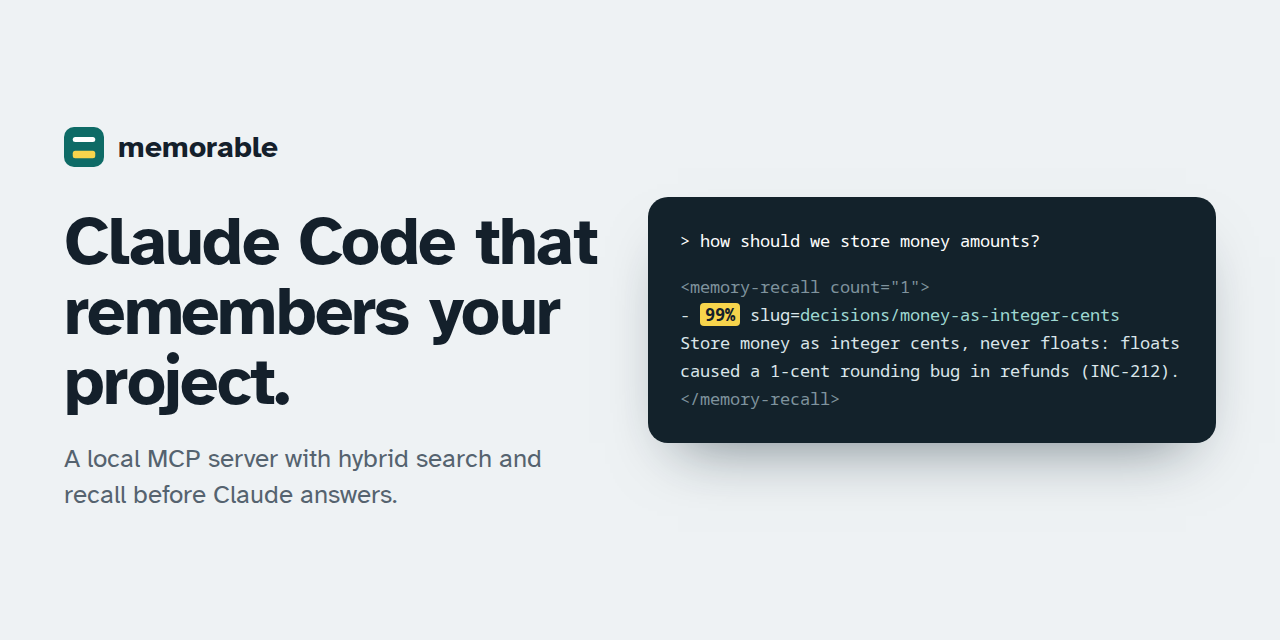 memorable
Claude Code that
remembers your
project.
A local MCP server with hybrid search and
recall before Claude answers.
> how should we store money amounts?
<memory-recall count="1">
- 99% slug=decisions/money-as-integer-cents
Store money as integer cents, never floats: floats
caused a 1-cent rounding bug in refunds (INC-212).
</memory-recall>